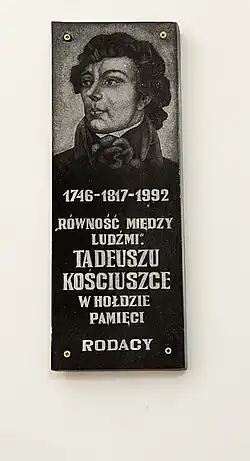 1746-1817-1992
„RÓWNOŚĆ MIĘDZY
LUDŹMI”.
TADEUSZU
KOŚCIUSZCE
W HOŁDZIE
PAMIĘCI
RODACY